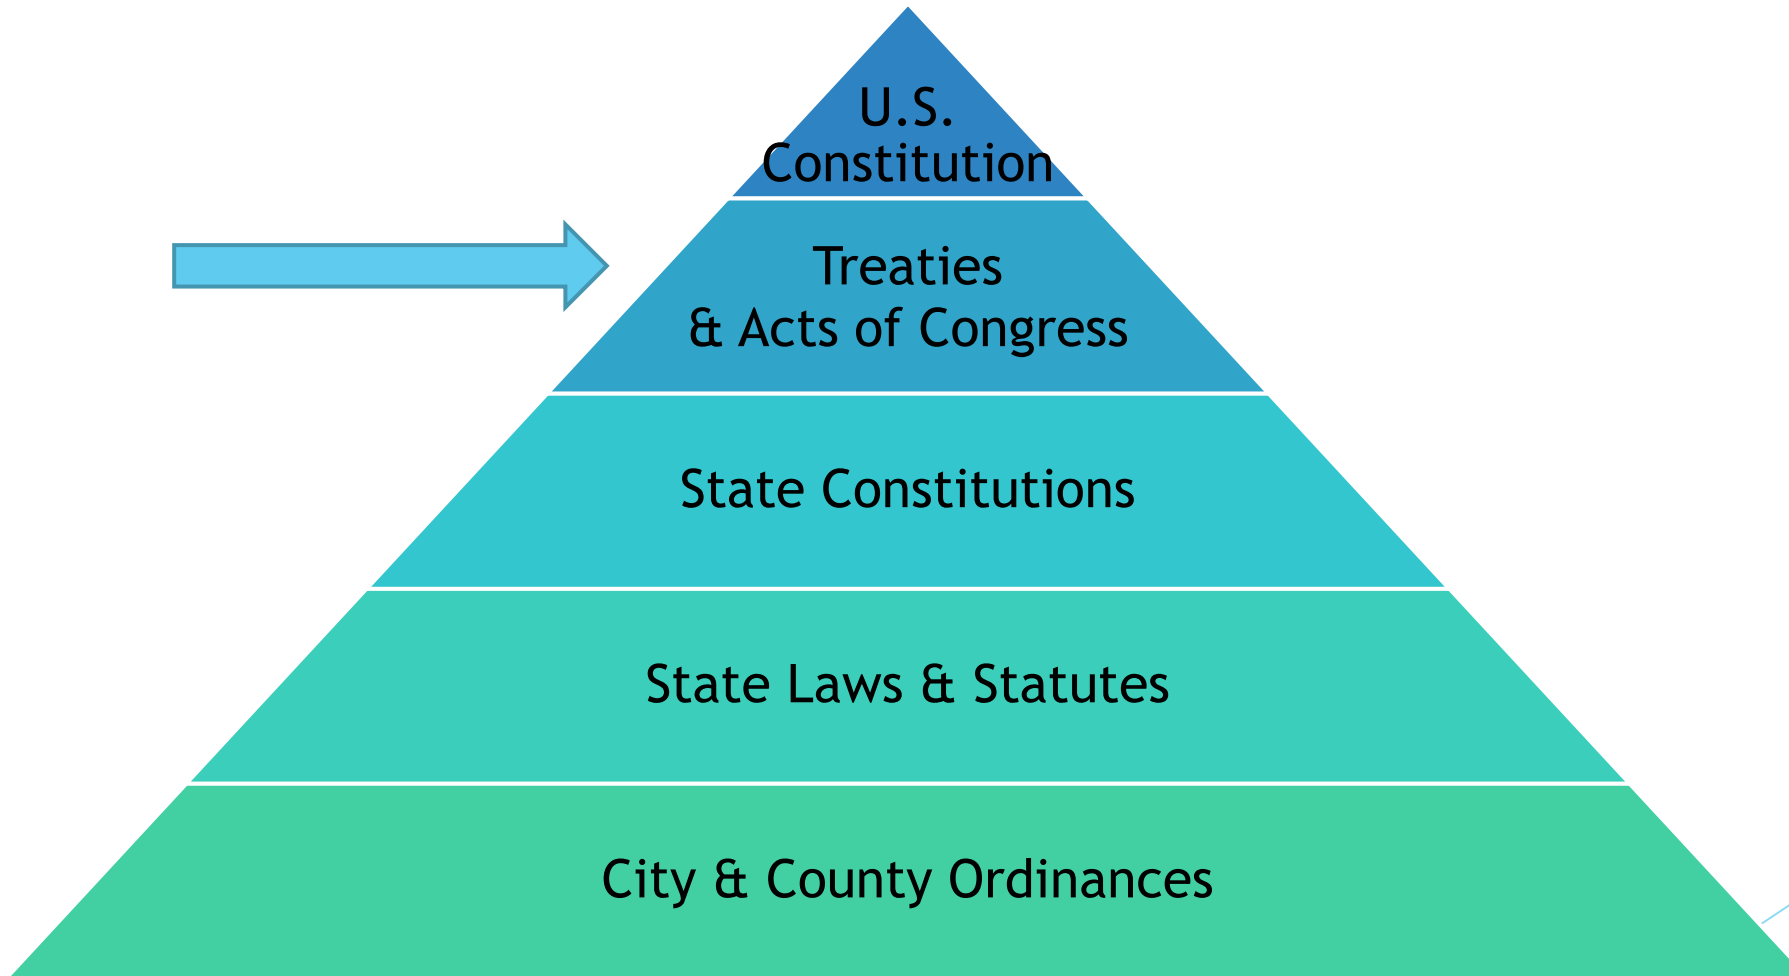 U.S.
Constitution
Treaties
& Acts of Congress
State Constitutions
State Laws & Statutes
City & County Ordinances